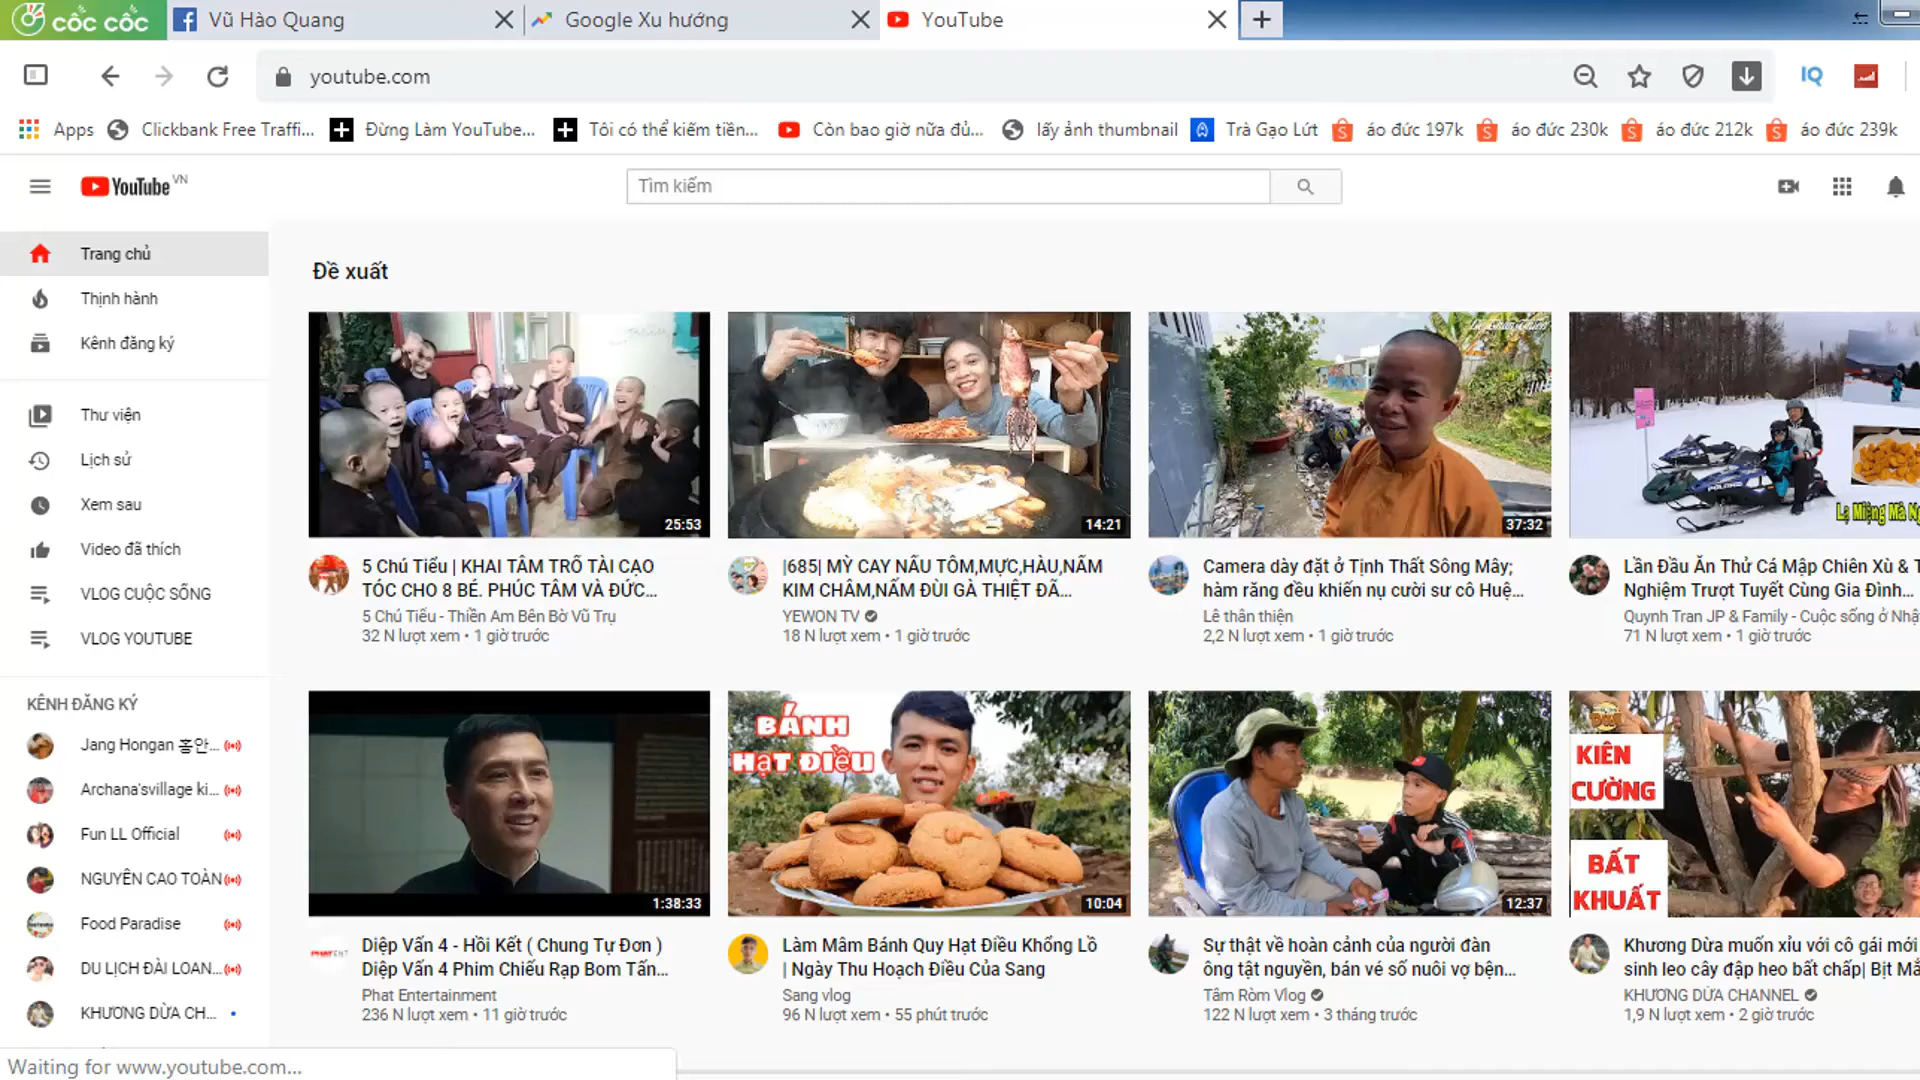 cốc cốc
Vũ Hào Quang
Google Xu hướng
YouTube
youtube.com
IQ
Apps
Clickbank Free Traffi...
Đừng Làm YouTube...
Tôi có thể kiếm tiền...
Còn bao giờ nữa đủ...
lấy ảnh thumbnail
Trà Gạo Lứt
áo đức 197k
áo đức 230k
áo đức 212k
áo đức 239k
YouTube VN
Tìm kiếm
Trang chủ
Thịnh hành
Kênh đăng ký
Thư viện
Lịch sử
Xem sau
Video đã thích
VLOG CUỘC SỐNG
VLOG YOUTUBE
KÊNH ĐĂNG KÝ
Jang Hongan 홍안...
Archana'svillage ki...
Fun LL Official
NGUYÊN CAO TOÀN
Food Paradise
DU LỊCH ĐÀI LOAN...
KHƯƠNG DỪA CH...
Đề xuất
25:53
5 Chú Tiểu | KHAI TÂM TRỔ TÀI CẠO
TÓC CHO 8 BÉ. PHÚC TÂM VÀ ĐỨC...
5 Chú Tiểu - Thiền Am Bên Bờ Vũ Trụ
32 N lượt xem • 1 giờ trước
14:21
|685| MỲ CAY NẤU TÔM,MỰC,HÀU,NẤM
KIM CHÂM,NẤM ĐÙI GÀ THIỆT ĐÃ...
YEWON TV
18 N lượt xem • 1 giờ trước
37:32
Camera dày đặt ở Tịnh Thất Sông Mây;
hàm răng đều khiến nụ cười sư cô Huệ...
Lê thân thiện
2,2 N lượt xem • 1 giờ trước
POLARIS
Lạ Miệng Mà Ng
Lần Đầu Ăn Thử Cá Mập Chiên Xù & T
Nghiệm Trượt Tuyết Cùng Gia Đình...
Quynh Tran JP & Family - Cuộc sống ở Nhậ
71 N lượt xem • 1 giờ trước
1:38:33
Diệp Vấn 4 - Hồi Kết ( Chung Tự Đơn )
Diệp Vấn 4 Phim Chiếu Rạp Bom Tấn...
Phat Entertainment
236 N lượt xem • 11 giờ trước
BÁNH
HẠT ĐIỀU
10:04
Làm Mâm Bánh Quy Hạt Điều Khổng Lồ
| Ngày Thu Hoạch Điều Của Sang
Sang vlog
96 N lượt xem • 55 phút trước
12:37
Sự thật về hoàn cảnh của người đàn
ông tật nguyền, bán vé số nuôi vợ bện...
Tâm Ròm Vlog
122 N lượt xem • 3 tháng trước
KIÊN
CƯỜNG
BẤT
KHUẤT
Khương Dừa muốn xỉu với cô gái mới
sinh leo cây đập heo bất chấp| Bịt Mắ
KHƯƠNG DỪA CHANNEL
1,9 N lượt xem • 2 giờ trước
Waiting for www.youtube.com...